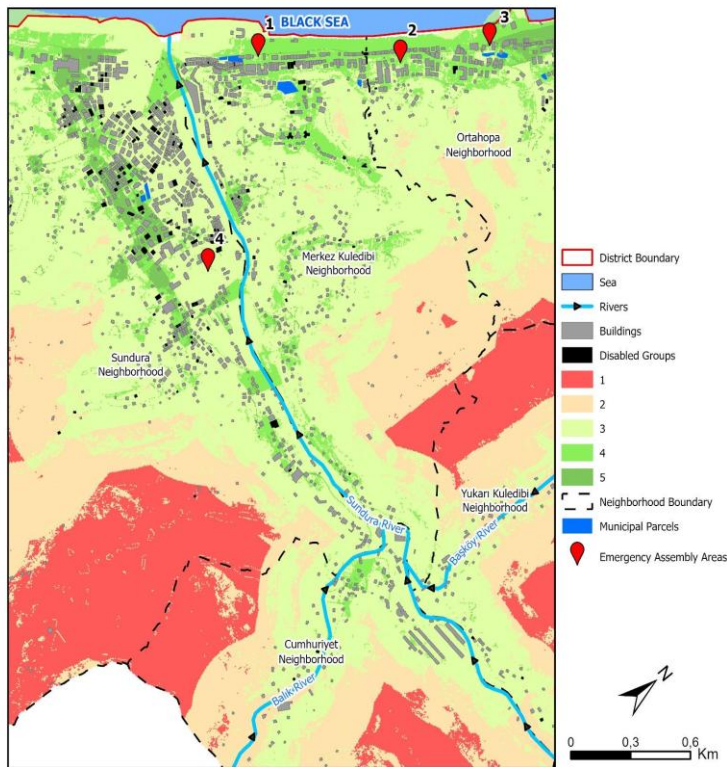 BLACK SEA
1
2
3
Ortahopa
Neighborhood
4
Merkez Kuledibi
Neighborhood
Sundura
Neighborhood
Sundura River
Yukarı Kuledibi
Neighborhood
Başköy River
Cumhuriyet
Neighborhood
Balık River
District Boundary
Sea
Rivers
Buildings
Disabled Groups
1
2
3
4
5
Neighborhood Boundary
Municipal Parcels
Emergency Assembly Areas
N
0 0,3 0,6
Km